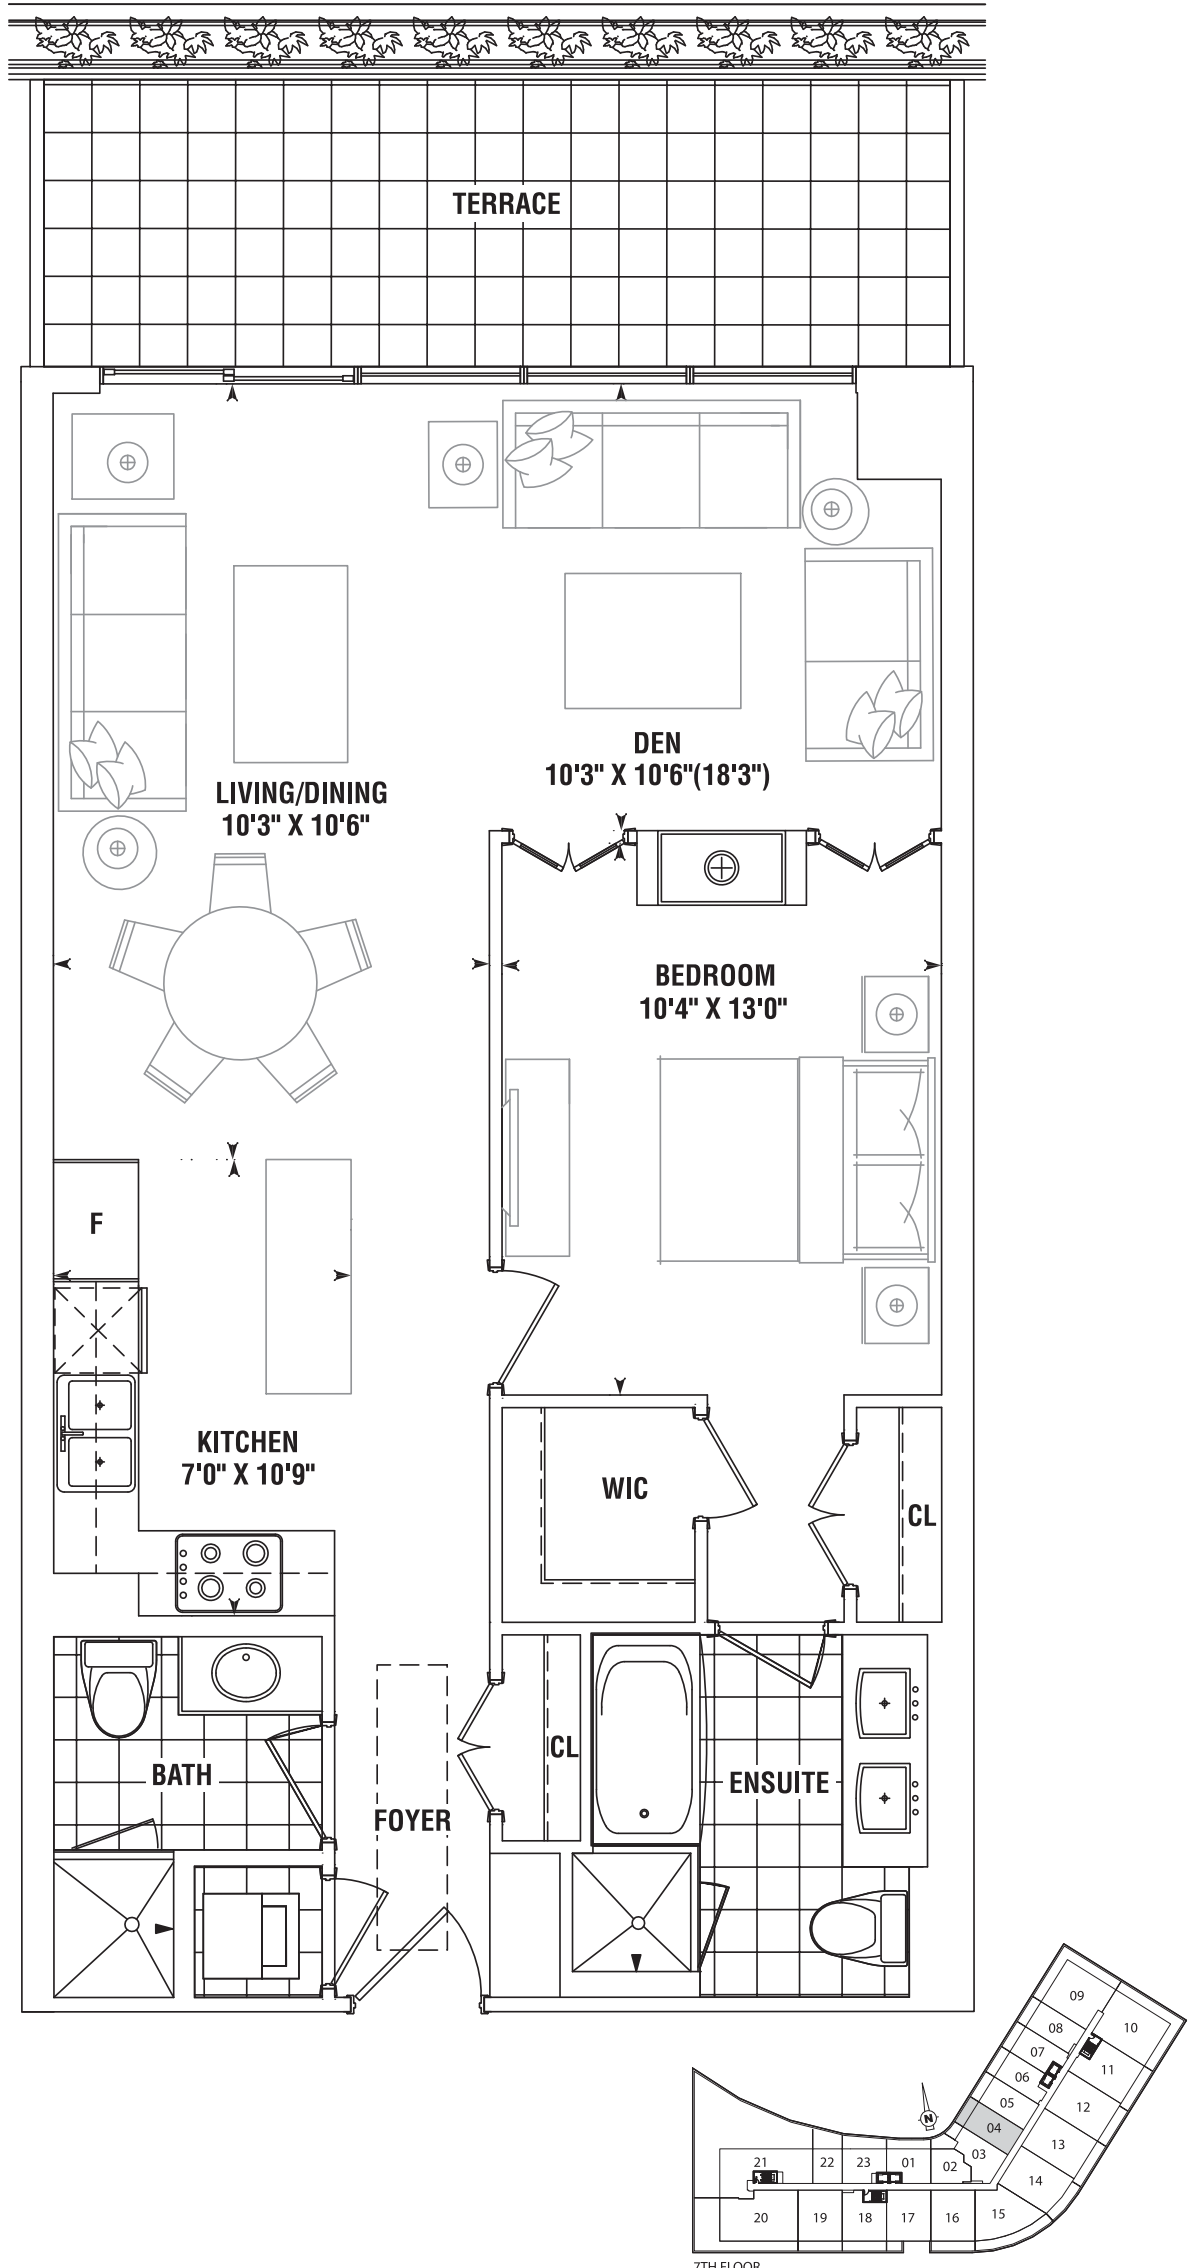 TERRACE
DEN
10'3" X 10'6"(18'3")
LIVING/DINING
10'3" X 10'6"
BEDROOM
10'4" X 13'0"
F
KITCHEN
7'0" X 10'9"
WIC
CL
CL
BATH
ENSUITE
FOYER
09
10
08
07
11
06
05
12
04
N
13
03
21
22
23
01
02
14
20
19
18
17
16
15
7TH FLOOR